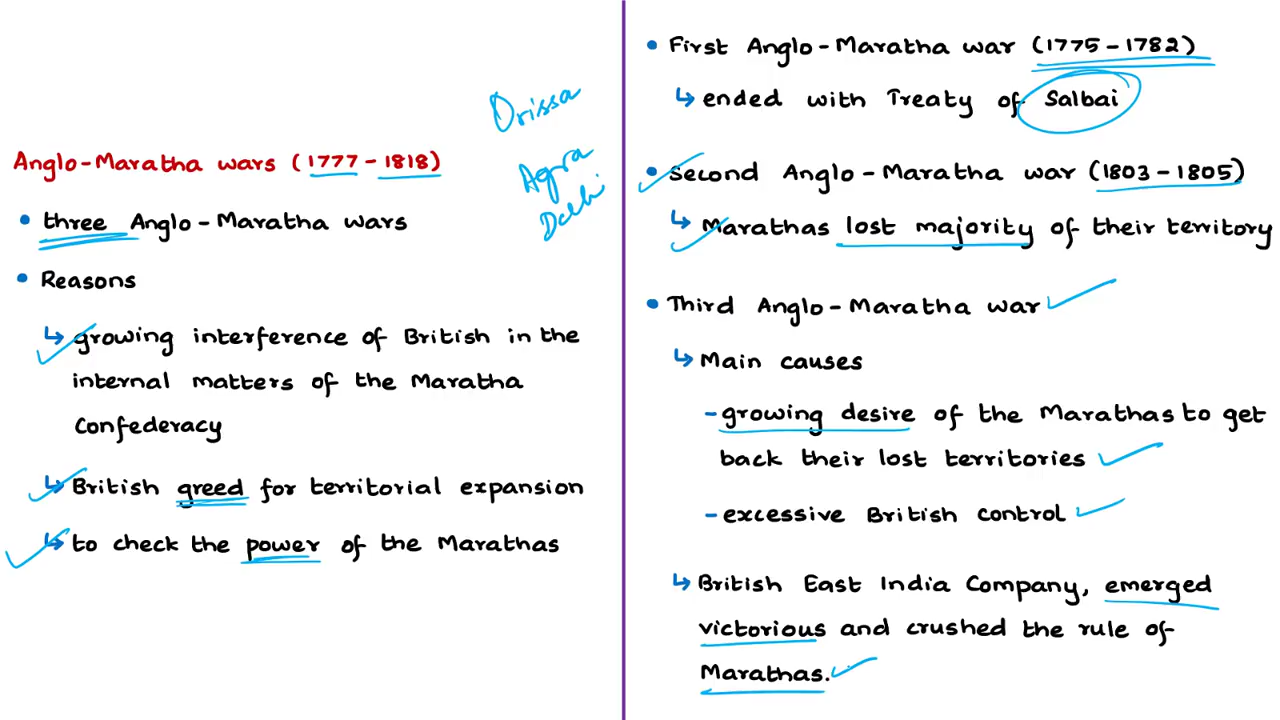 Orissa
Agra
Delhi
Anglo-Maratha wars (1777-1818)
• three Anglo-Maratha wars
• Reasons
↳ growing interference of British in the
internal matters of the Maratha
Confederacy
↳ British greed for territorial expansion
↳ to check the power of the Marathas
• First Anglo-Maratha war (1775-1782)
↳ ended with Treaty of Salbai
• Second Anglo-Maratha war (1803-1805)
↳ Marathas lost majority of their territory
• Third Anglo-Maratha war
↳ Main causes
- growing desire of the Marathas to get
back their lost territories
- excessive British control
↳ British East India Company, emerged
victorious and crushed the rule of
Marathas.